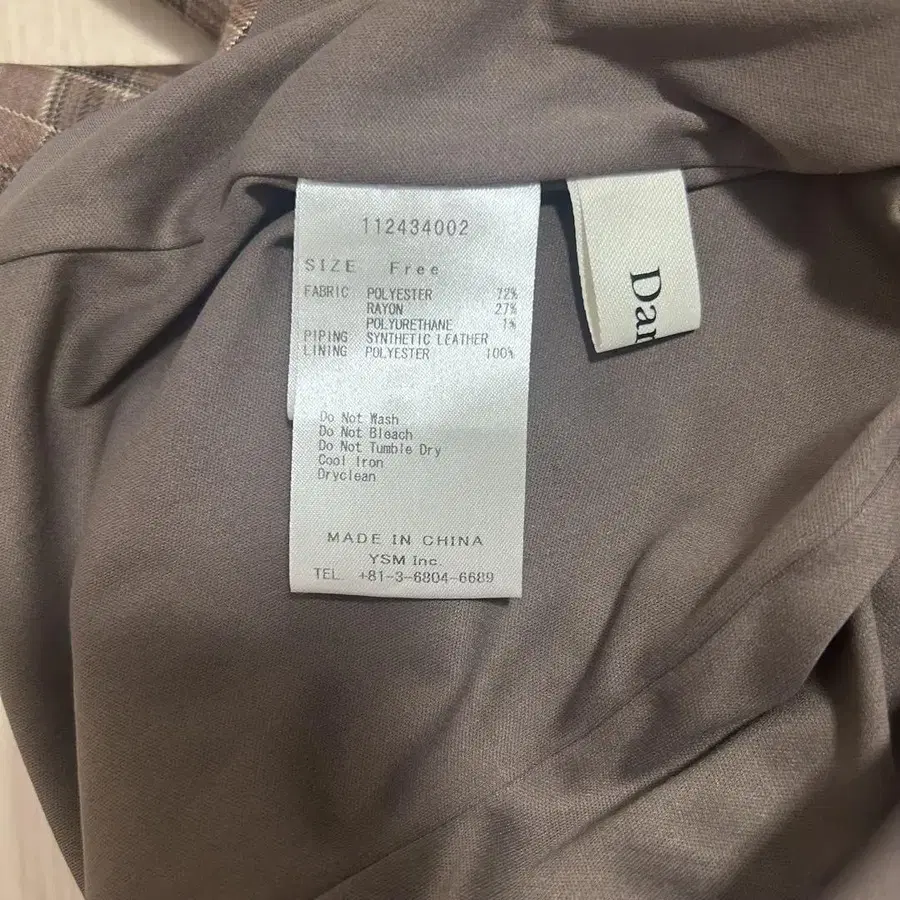 112434002
SIZE Free
FABRIC POLYESTER 72%
RAYON 27%
POLYURETHANE 1%
PIPING SYNTHETIC LEATHER
LINING POLYESTER 100%
Do Not Wash
Do Not Bleach
Do Not Tumble Dry
Cool Iron
Dryclean
MADE IN CHINA
YSM Inc.
TEL. +81-3-6804-6689